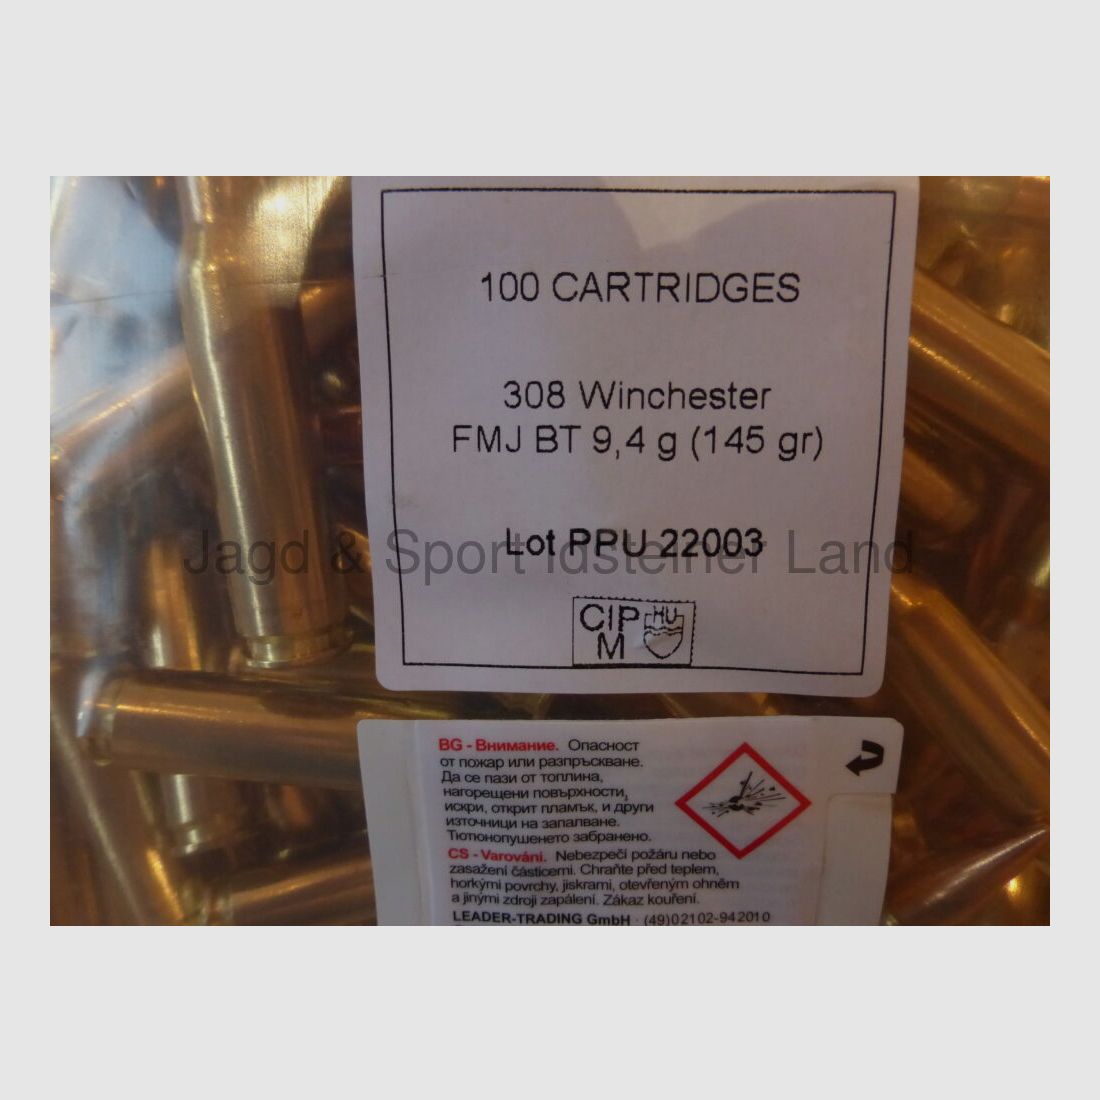 100 CARTRIDGES
308 Winchester
FMJ BT 9,4 g (145 gr)
Lot PPU 22003
Jagd & Sport Idsteiner Land
CIP
M
HU
BG - Внимание. Опасност
от пожар или разпръскване.
Да се пази от топлина,
нагорещени повърхности,
искри, открит пламък, и други
източници на запалване.
Тютюнопушенето забранено.
CS - Varování. Nebezpečí požáru nebo
zasažení částicemi. Chraňte před teplem,
horkými povrchy, jiskrami, otevřeným ohněm
a jinými zdroji zapálení. Zákaz kouření.
LEADER-TRADING GmbH · (49)02102-942010